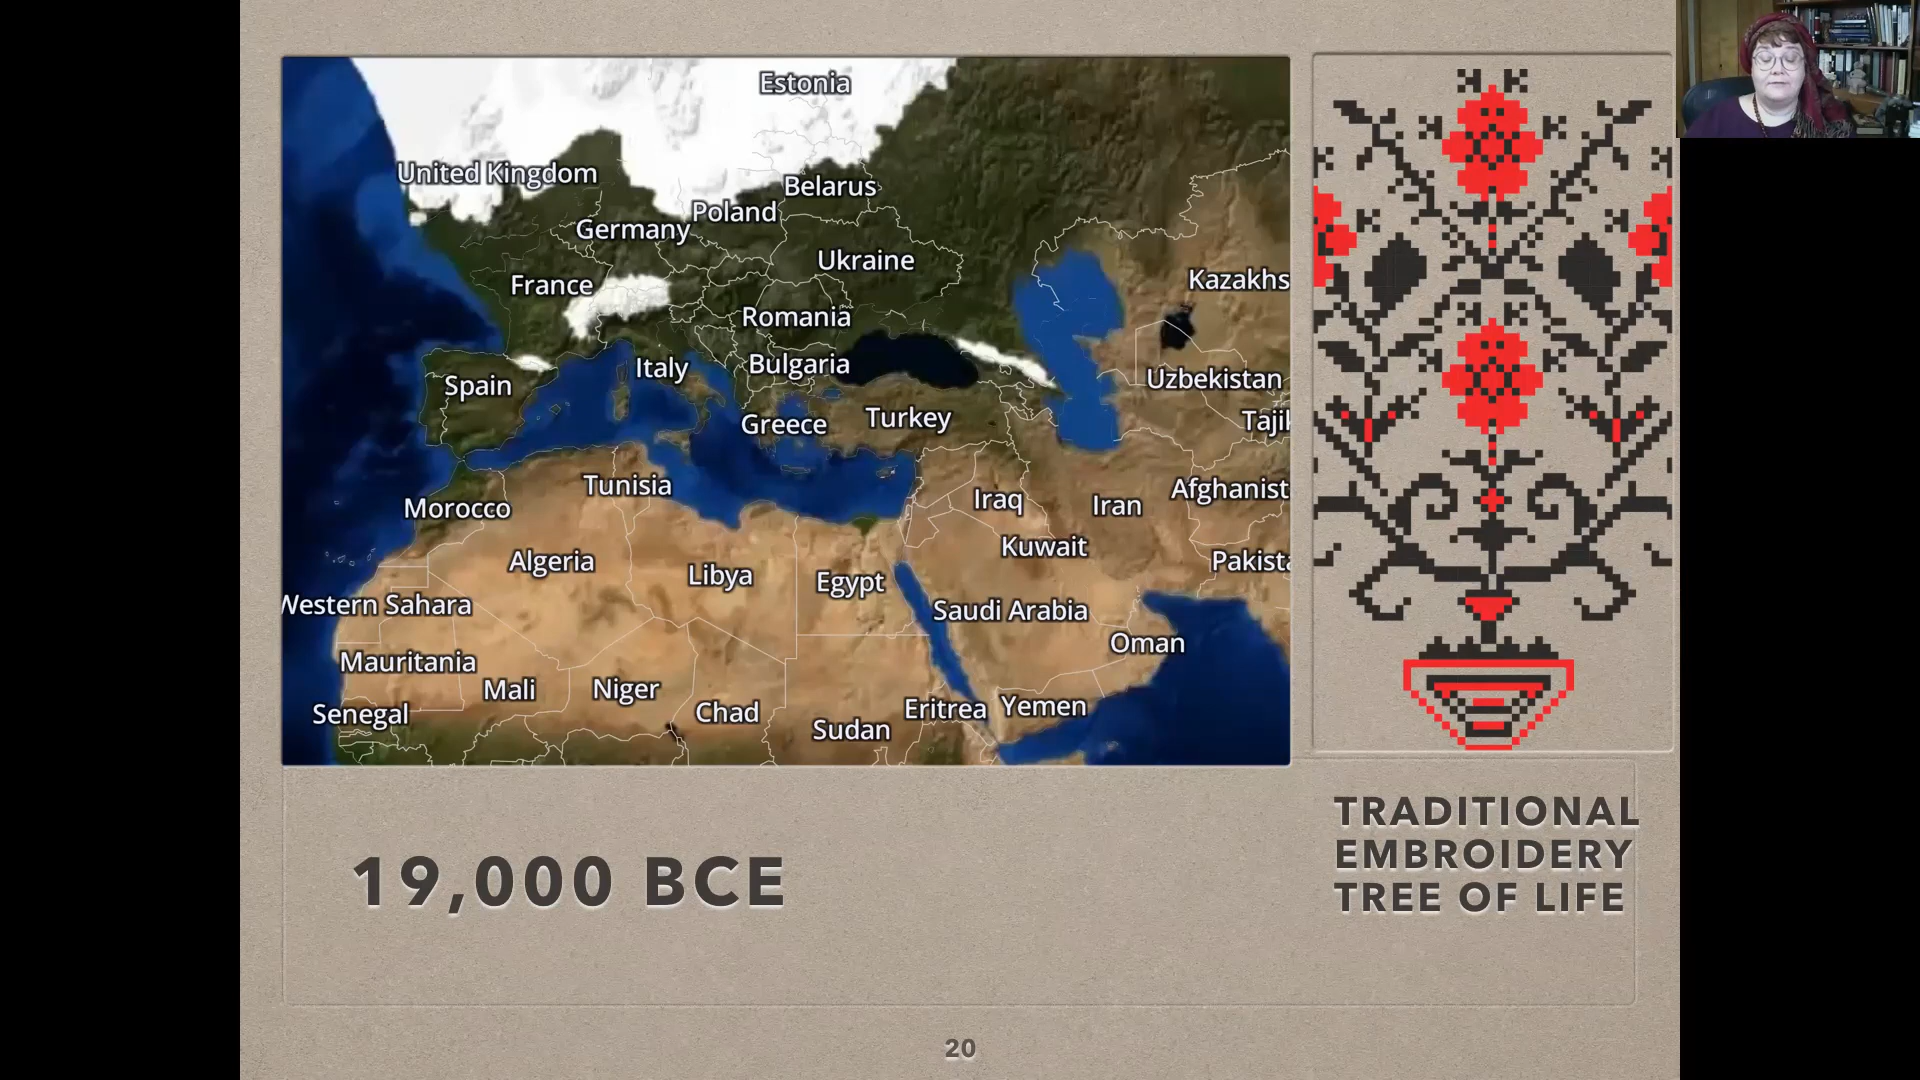 Estonia
United Kingdom
Belarus
Poland
Germany
Ukraine
France
Kazakhs
Romania
Bulgaria
Italy
Spain
Uzbekistan
Greece
Turkey
Tajik
Tunisia
Morocco
Iraq
Iran
Afghanist
Kuwait
Algeria
Libya
Egypt
Pakista
Western Sahara
Saudi Arabia
Oman
Mauritania
Mali
Niger
Senegal
Chad
Sudan
Eritrea
Yemen
19,000 BCE
TRADITIONAL
EMBROIDERY
TREE OF LIFE
20